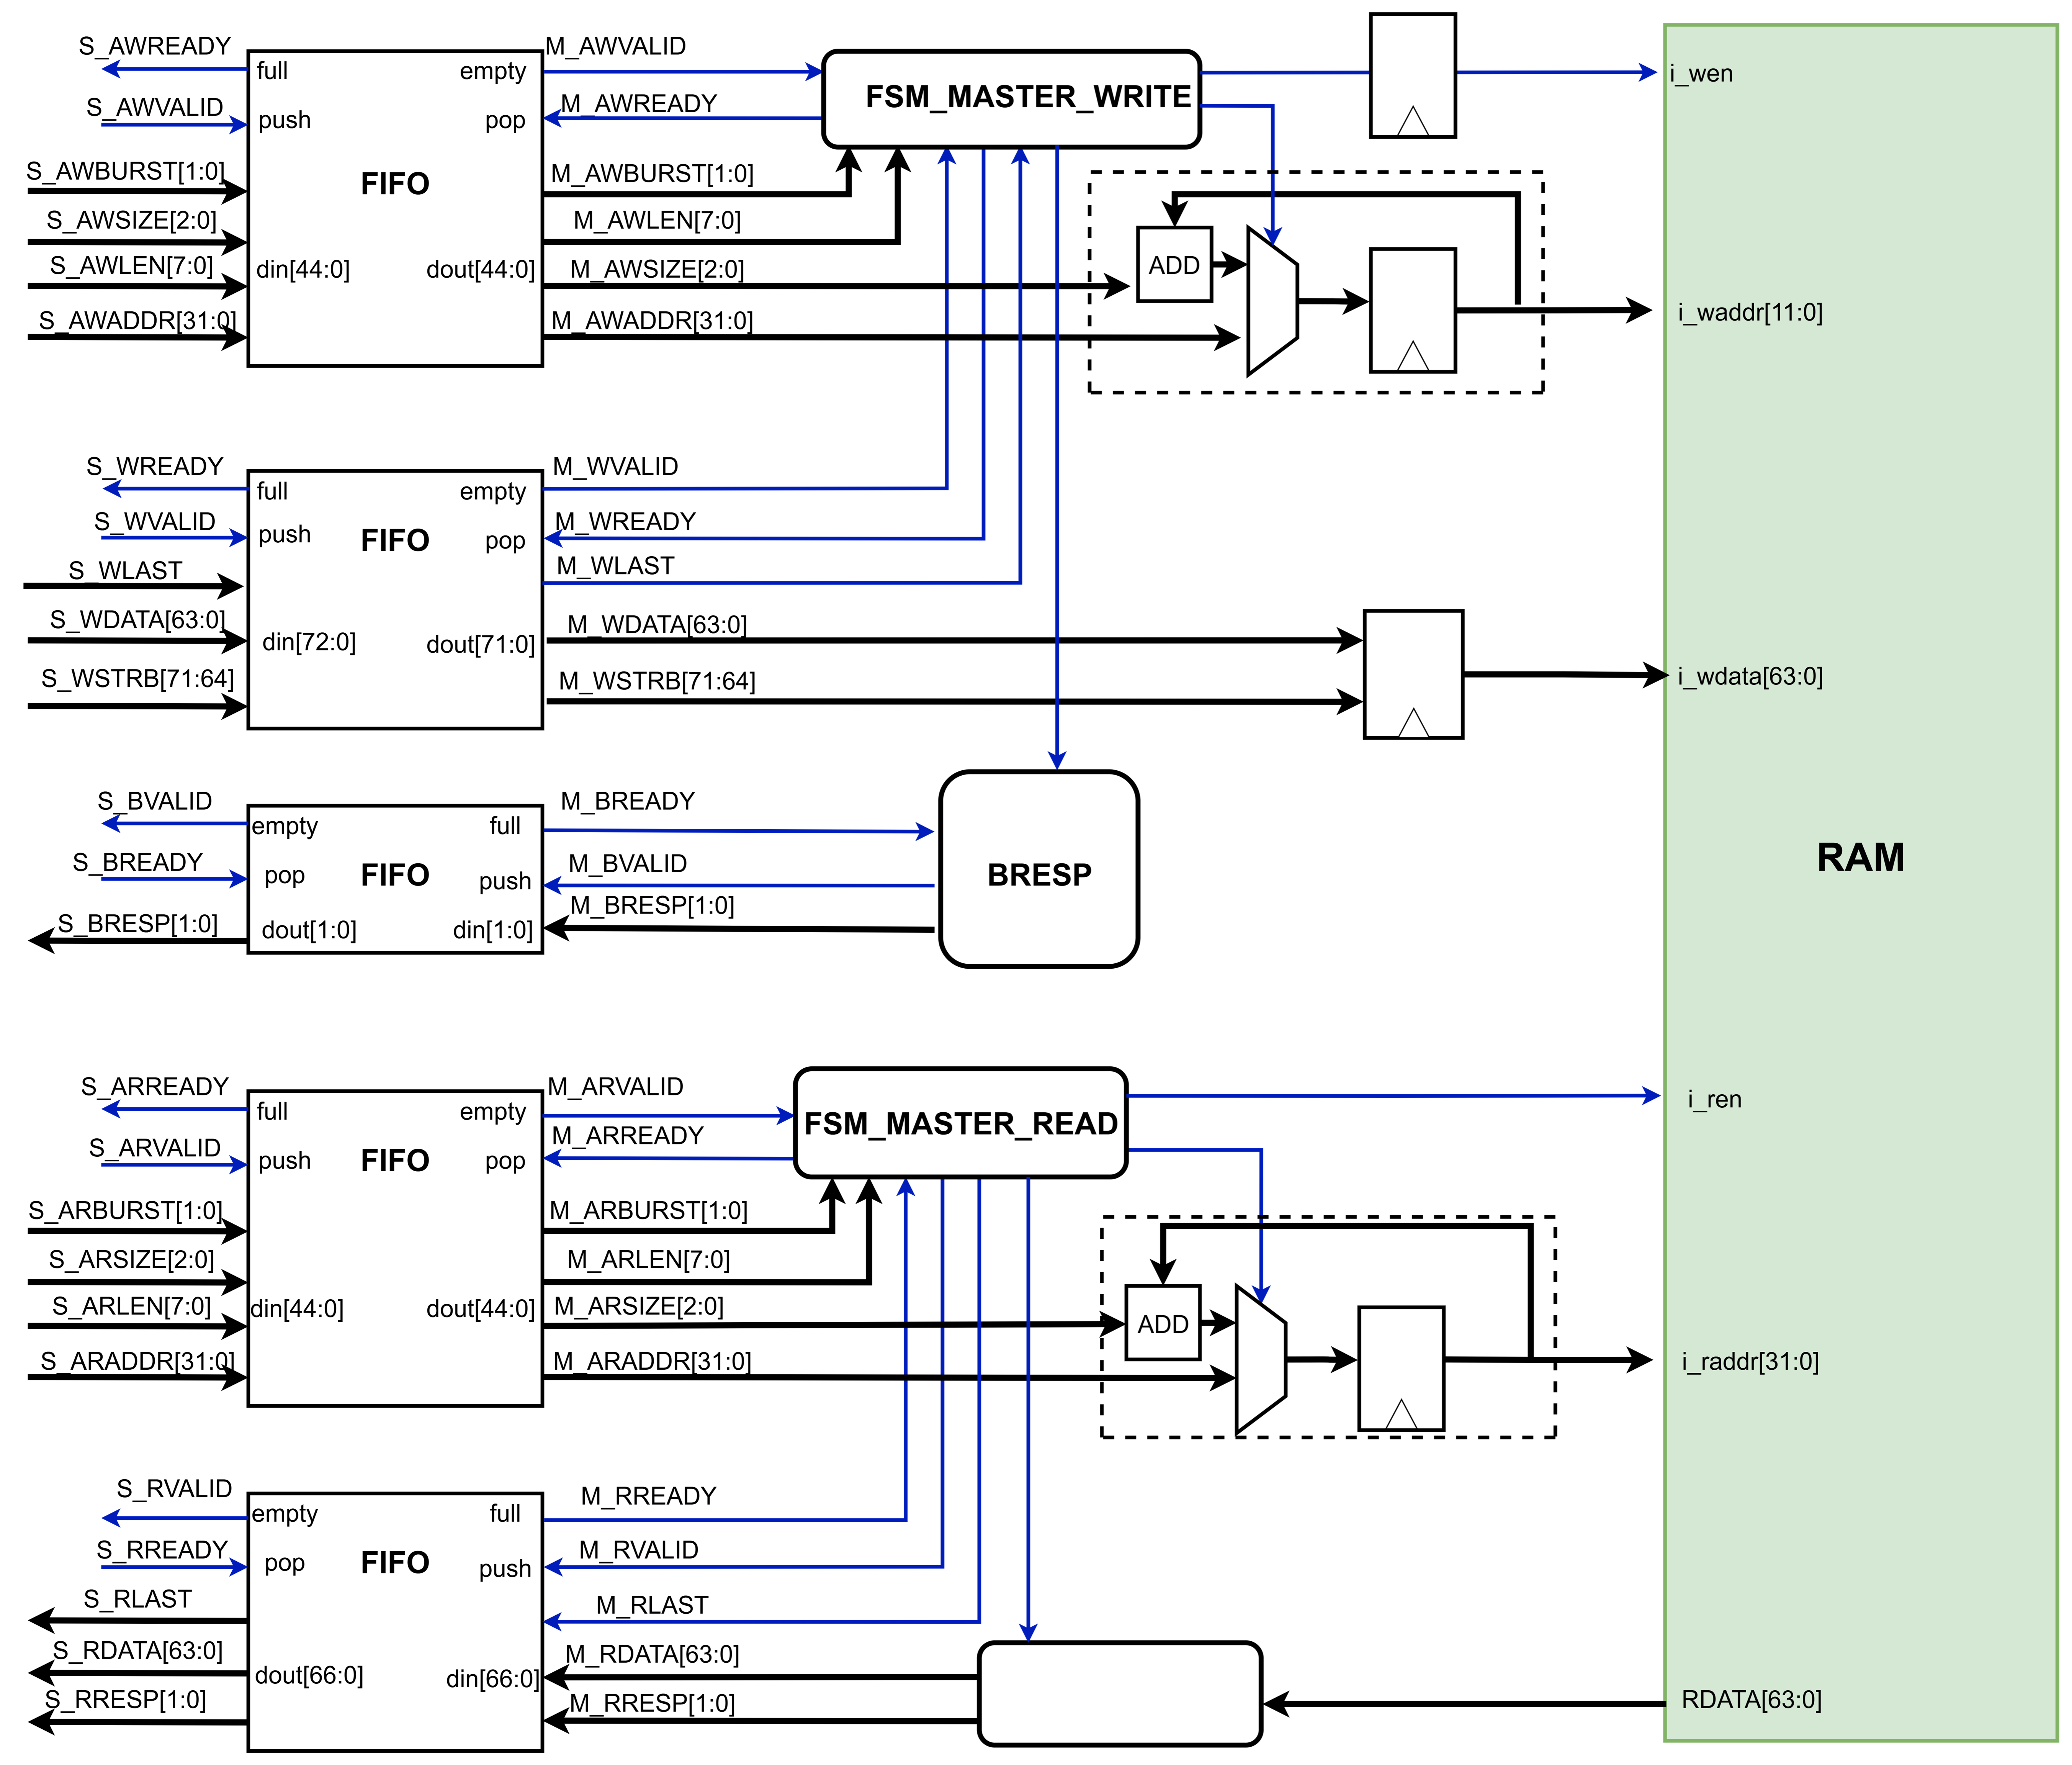 S_AWREADY
S_AWVALID
S_AWBURST[1:0]
S_AWSIZE[2:0]
S_AWLEN[7:0]
S_AWADDR[31:0]
full
push
din[44:0]
FIFO
empty
pop
dout[44:0]
M_AWVALID
M_AWREADY
M_AWBURST[1:0]
M_AWLEN[7:0]
M_AWSIZE[2:0]
M_AWADDR[31:0]
FSM_MASTER_WRITE
ADD
i_wen
i_waddr[11:0]
S_WREADY
S_WVALID
S_WLAST
S_WDATA[63:0]
S_WSTRB[71:64]
full
push
din[72:0]
FIFO
empty
pop
dout[71:0]
M_WVALID
M_WREADY
M_WLAST
M_WDATA[63:0]
M_WSTRB[71:64]
i_wdata[63:0]
S_BVALID
S_BREADY
S_BRESP[1:0]
empty
pop
dout[1:0]
FIFO
full
push
din[1:0]
M_BREADY
M_BVALID
M_BRESP[1:0]
BRESP
RAM
S_ARREADY
S_ARVALID
S_ARBURST[1:0]
S_ARSIZE[2:0]
S_ARLEN[7:0]
S_ARADDR[31:0]
full
push
din[44:0]
FIFO
empty
pop
dout[44:0]
M_ARVALID
M_ARREADY
M_ARBURST[1:0]
M_ARLEN[7:0]
M_ARSIZE[2:0]
M_ARADDR[31:0]
FSM_MASTER_READ
ADD
i_ren
i_raddr[31:0]
S_RVALID
S_RREADY
S_RLAST
S_RDATA[63:0]
S_RRESP[1:0]
empty
pop
dout[66:0]
FIFO
full
push
din[66:0]
M_RREADY
M_RVALID
M_RLAST
M_RDATA[63:0]
M_RRESP[1:0]
RDATA[63:0]